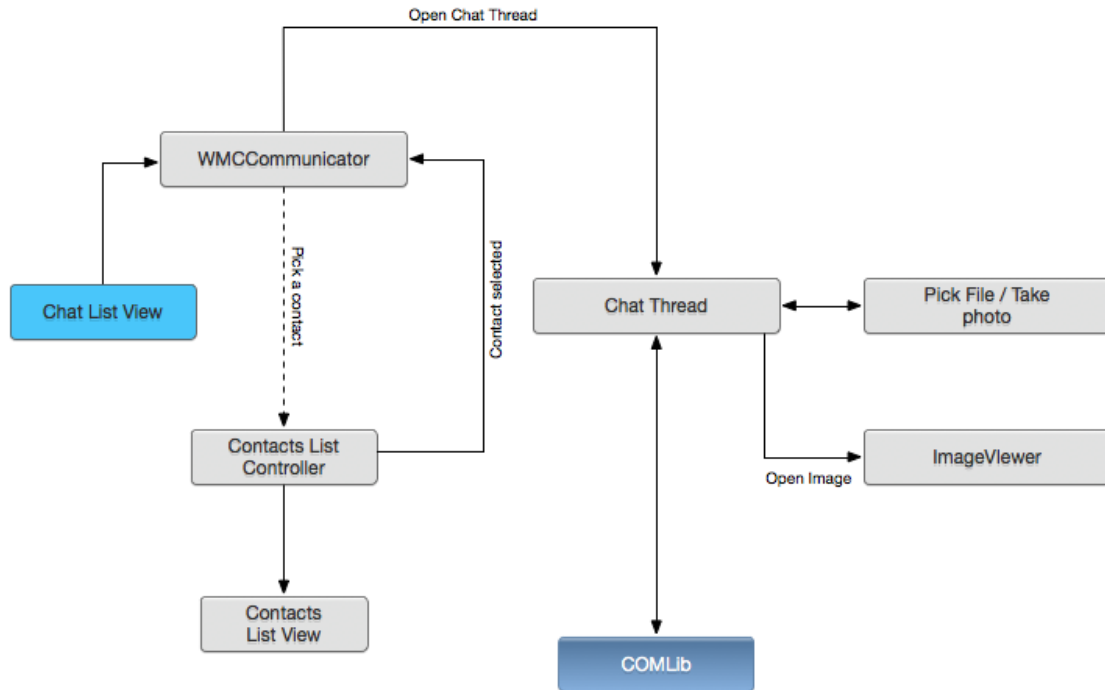 Open Chat Thread
WMCCommunicator
Pick a contact
Contact selected
Chat List View
Chat Thread
Pick File / Take
photo
Contacts List
Controller
ImageVIewer
Open Image
Contacts
List View
COMLib